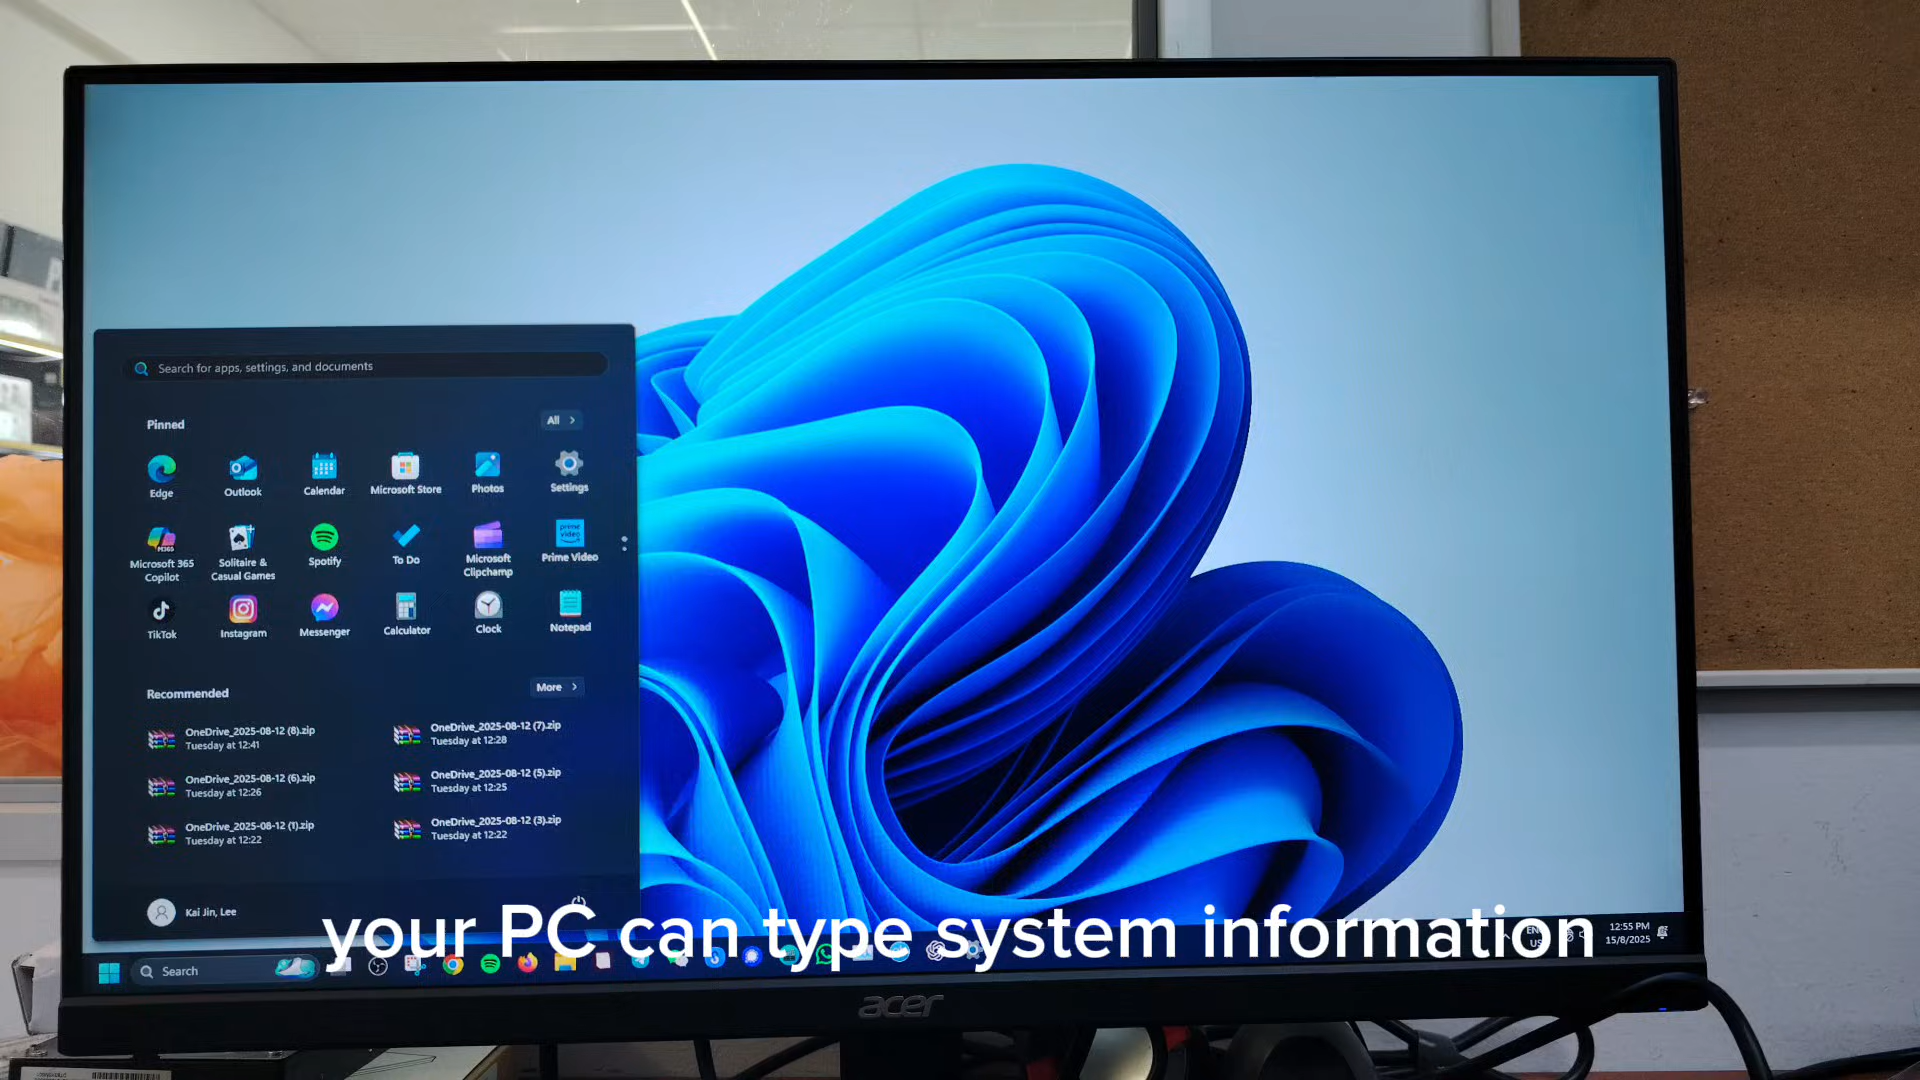 Search for apps, settings, and documents
Pinned
All >
Edge
Outlook
Calendar
Microsoft Store
Photos
Settings
Microsoft 365 Copilot
Solitaire & Casual Games
Spotify
To Do
Microsoft Clipchamp
prime video
Prime Video
TikTok
Instagram
Messenger
Calculator
Clock
Notepad
Recommended
More >
OneDrive_2025-08-12 (8).zip
Tuesday at 12:41
OneDrive_2025-08-12 (7).zip
Tuesday at 12:28
OneDrive_2025-08-12 (6).zip
Tuesday at 12:26
OneDrive_2025-08-12 (5).zip
Tuesday at 12:25
OneDrive_2025-08-12 (1).zip
Tuesday at 12:22
OneDrive_2025-08-12 (3).zip
Tuesday at 12:22
Kai Jin, Lee
your PC can type system information
Search
12:55 PM
15/8/2025
acer